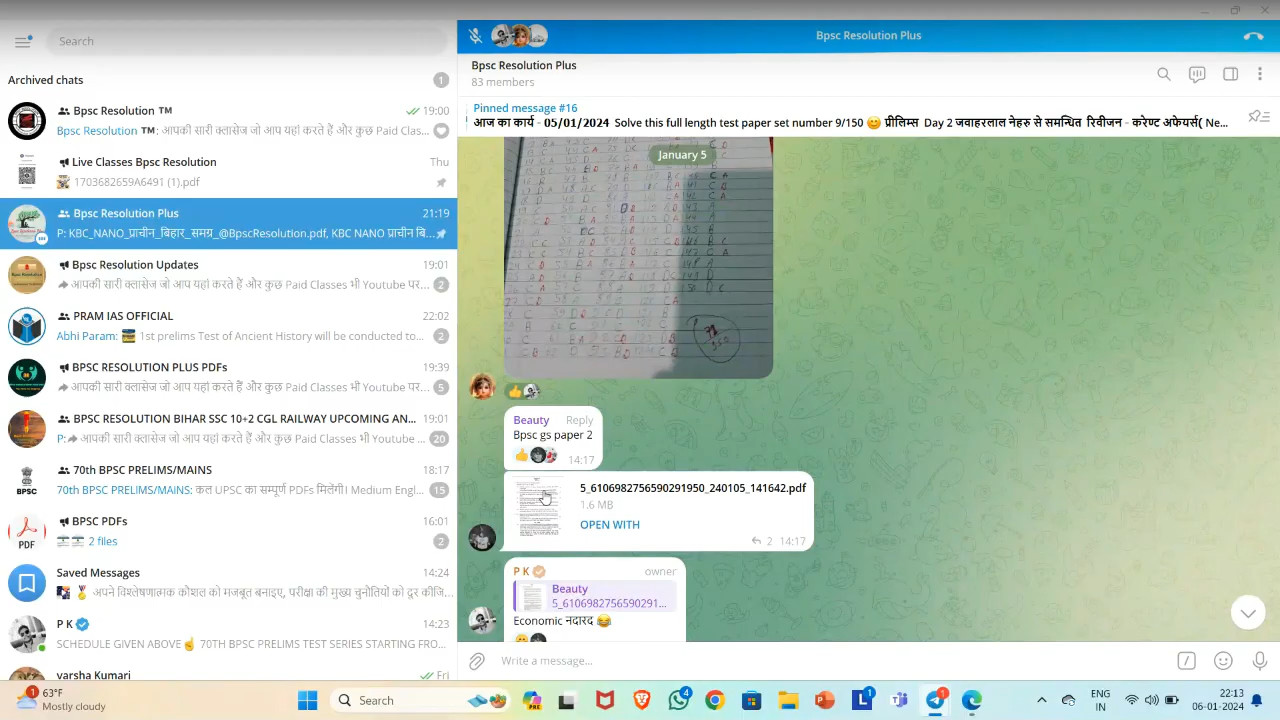 Search
Archived chats
1
Bpsc Resolution ™
19:00
Bpsc Resolution ™: आपकी सारी क्लासेज जो आप यहां करते हैं और कुछ Paid Clas...
Live Classes Bpsc Resolution
Thu
1703682659A6491 (1).pdf
Bpsc Resolution Plus
21:19
P: KBC_NANO_प्राचीन_बिहार_समग्र_@BpscResolution.pdf, KBC NANO प्राचीन बि...
Bpsc Resolution Updates
19:01
आपकी सारी क्लासेज जो आप यहां करते हैं और कुछ Paid Classes भी Youtube पर...
2
PRAM IAS OFFICIAL
22:02
Abhi Param: 1st prelims Test of Ancient History will be conducted to...
2
BPSC RESOLUTION PLUS PDFs
19:39
आपकी सारी क्लासेज जो आप यहां करते हैं और कुछ Paid Classes भी Youtube पर...
5
BPSC RESOLUTION BIHAR SSC 10+2 CGL RAILWAY UPCOMING AN...
19:01
P: आपकी सारी क्लासेज जो आप यहां करते हैं और कुछ Paid Classes भी Youtube ...
20
70th BPSC PRELIMS/MAINS
18:17
70th BPSC PRELIMS/MAINS:
15
BPSC
BPSC PDFs
16:01
2 files
2
PDF
Saved Messages
14:24
अपने विश्लेषणात्मक कौशल को मजबूत करें, परीक्षा की मुख्य चुनौतियों को दूर कीजि...
P K
14:23
SCHEDULE GIVEN ABOVE☝ 70TH BPSC PRELIMS TEST SERIES STARTING FRO...
varsha Kumari
Fri
Bpsc Resolution Plus
Bpsc Resolution Plus
83 members
Pinned message #16
आज का कार्य - 05/01/2024 Solve this full length test paper set number 9/150 😊 प्रीलिम्स Day 2 जवाहरलाल नेहरु से सम्बन्धित रिवीजन - करेण्ट अफेयर्स( Ne...
January 5
Beauty
Reply
Bpsc gs paper 2
14:17
5_6106982756590291950_240105_141642.pdf
1.6 MB
OPEN WITH
2 14:17
P K
owner
Beauty
5_6106982756590291...
Economic नदारद 😂
Write a message...
1
63°F
Mostly cloudy
Search
PRE
4
1
1
ENG
IN
22:13
06-01-2024